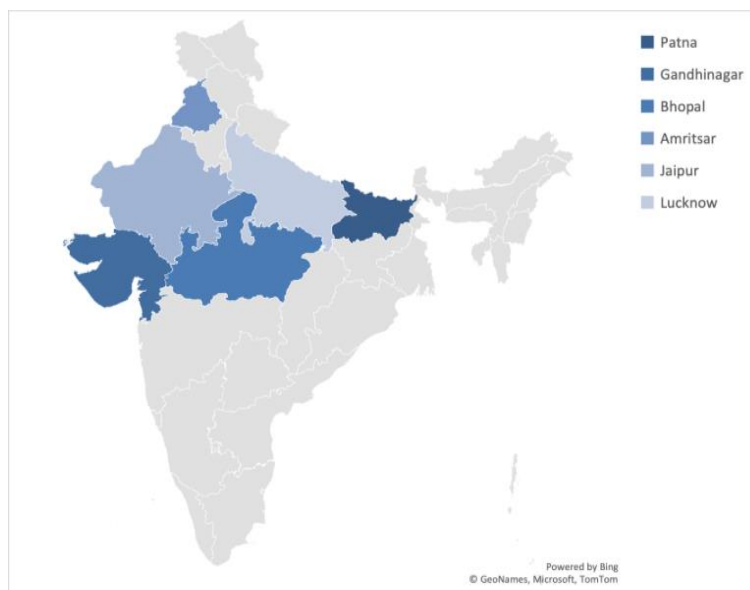 Patna
Gandhinagar
Bhopal
Amritsar
Jaipur
Lucknow
Powered by Bing
© GeoNames, Microsoft, TomTom